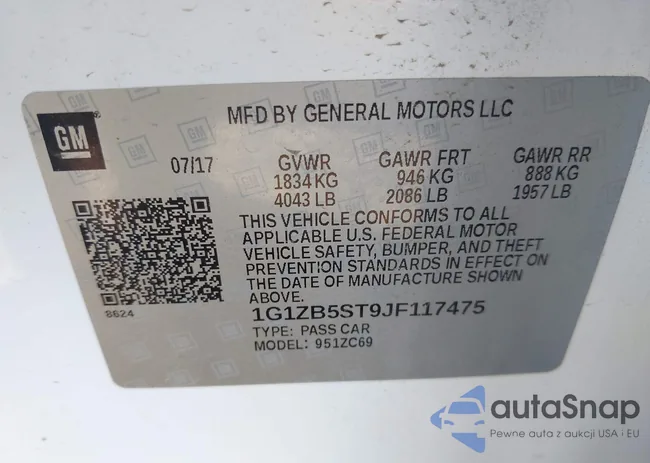 GM
MFD BY GENERAL MOTORS LLC
07/17 GVWR GAWR FRT GAWR RR
1834 KG 946 KG 888 KG
4043 LB 2086 LB 1957 LB
THIS VEHICLE CONFORMS TO ALL
APPLICABLE U.S. FEDERAL MOTOR
VEHICLE SAFETY, BUMPER, AND THEFT
PREVENTION STANDARDS IN EFFECT ON
THE DATE OF MANUFACTURE SHOWN
ABOVE.
8624
1G1ZB5ST9JF117475
TYPE: PASS CAR
MODEL: 951ZC69
autaSnap
Pewne auta z aukcji USA i EU